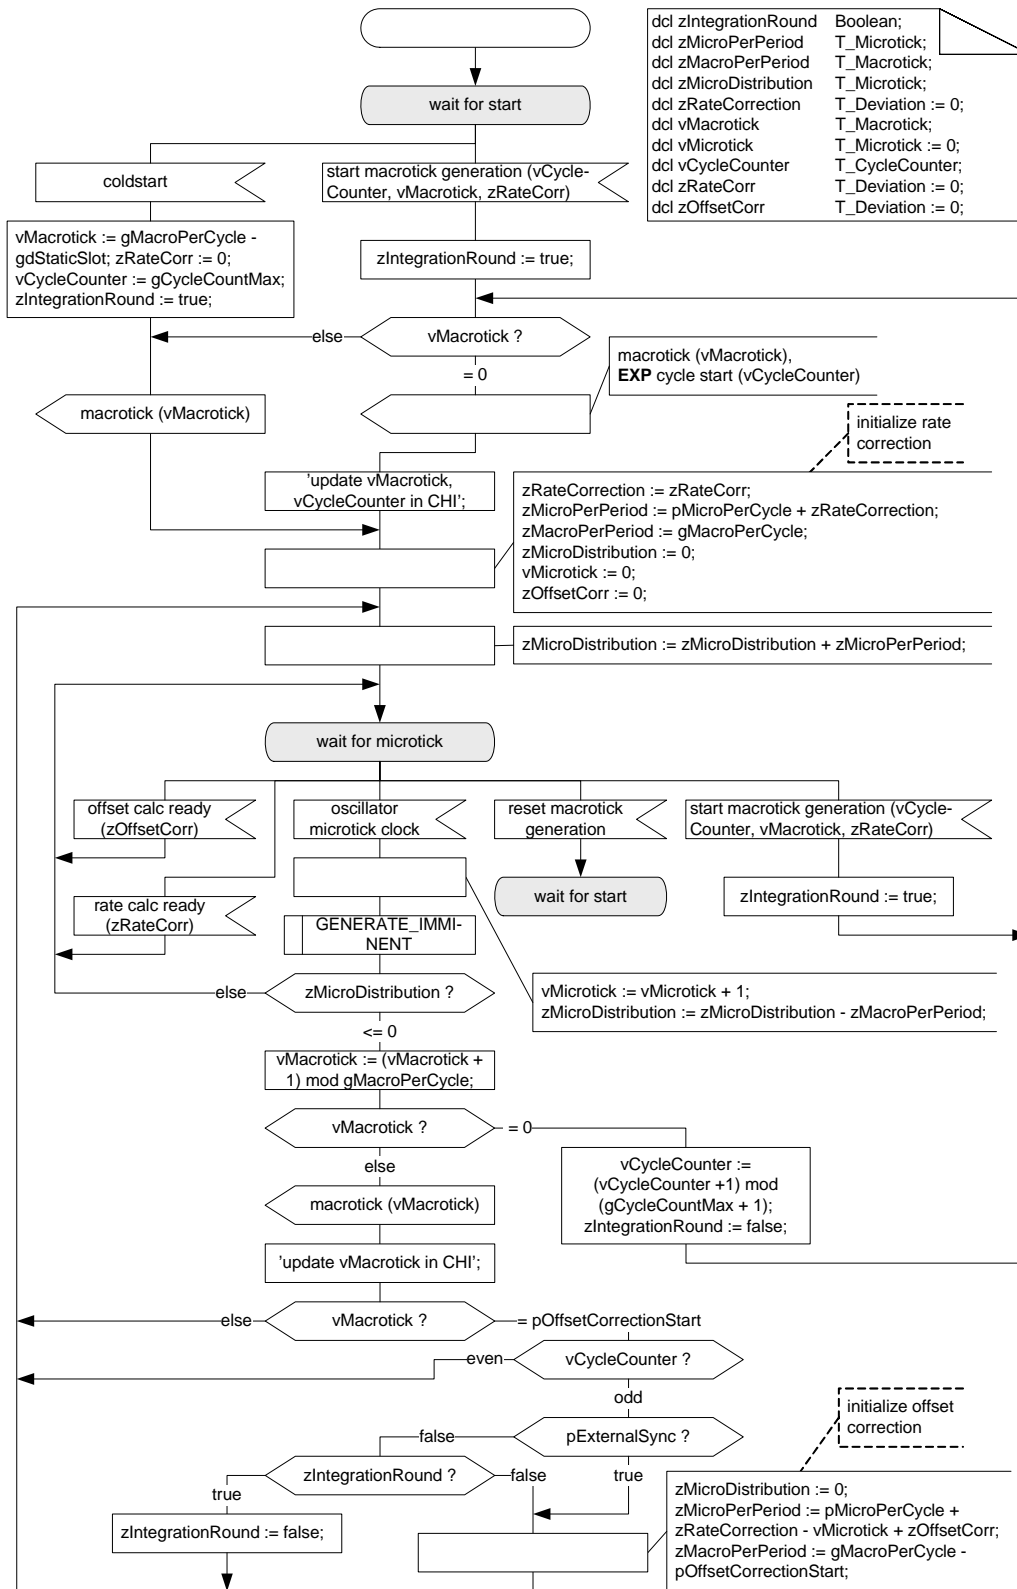 dcl zIntegrationRound Boolean;
dcl zMicroPerPeriod T_Microtick;
dcl zMacroPerPeriod T_Macrotick;
dcl zMicroDistribution T_Microtick;
dcl zRateCorrection T_Deviation := 0;
dcl vMacrotick T_Macrotick;
dcl vMicrotick T_Microtick := 0;
dcl vCycleCounter T_CycleCounter;
dcl zRateCorr T_Deviation := 0;
dcl zOffsetCorr T_Deviation := 0;
wait for start
coldstart
start macrotick generation (vCycle-
Counter, vMacrotick, zRateCorr)
vMacrotick := gMacroPerCycle -
gdStaticSlot; zRateCorr := 0;
vCycleCounter := gCycleCountMax;
zIntegrationRound := true;
zIntegrationRound := true;
else
vMacrotick ?
= 0
macrotick (vMacrotick),
EXP cycle start (vCycleCounter)
macrotick (vMacrotick)
initialize rate
correction
'update vMacrotick,
vCycleCounter in CHI';
zRateCorrection := zRateCorr;
zMicroPerPeriod := pMicroPerCycle + zRateCorrection;
zMacroPerPeriod := gMacroPerCycle;
zMicroDistribution := 0;
vMicrotick := 0;
zOffsetCorr := 0;
zMicroDistribution := zMicroDistribution + zMicroPerPeriod;
wait for microtick
offset calc ready
(zOffsetCorr)
oscillator
microtick clock
reset macrotick
generation
start macrotick generation (vCycle-
Counter, vMacrotick, zRateCorr)
rate calc ready
(zRateCorr)
wait for start
zIntegrationRound := true;
GENERATE_IMMI-
NENT
else
zMicroDistribution ?
vMicrotick := vMicrotick + 1;
zMicroDistribution := zMicroDistribution - zMacroPerPeriod;
<= 0
vMacrotick := (vMacrotick +
1) mod gMacroPerCycle;
vMacrotick ?
= 0
else
vCycleCounter :=
(vCycleCounter +1) mod
(gCycleCountMax + 1);
zIntegrationRound := false;
macrotick (vMacrotick)
'update vMacrotick in CHI';
else
vMacrotick ?
= pOffsetCorrectionStart
even
vCycleCounter ?
odd
initialize offset
correction
false
pExternalSync ?
zIntegrationRound ?
false
true
true
zIntegrationRound := false;
zMicroDistribution := 0;
zMicroPerPeriod := pMicroPerCycle +
zRateCorrection - vMicrotick + zOffsetCorr;
zMacroPerPeriod := gMacroPerCycle -
pOffsetCorrectionStart;